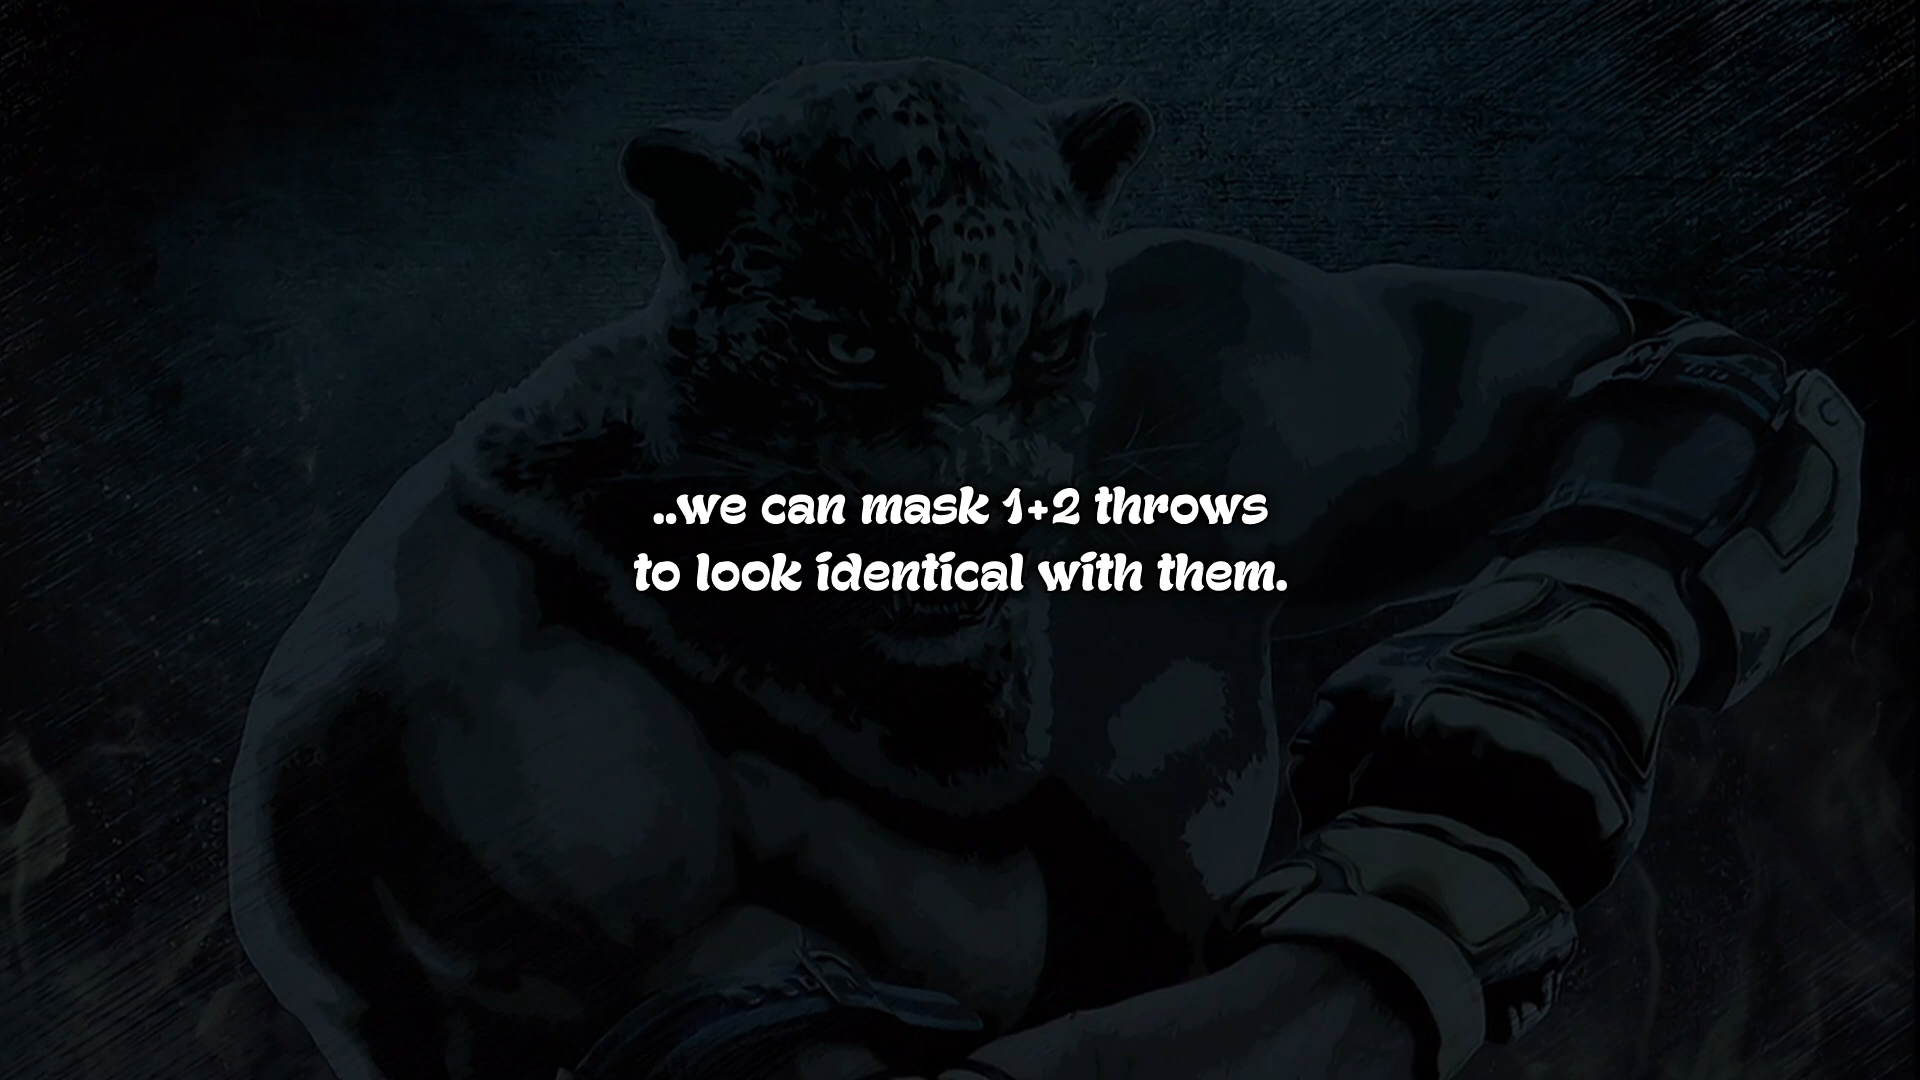 ..we can mask 1+2 throws
to look identical with them.